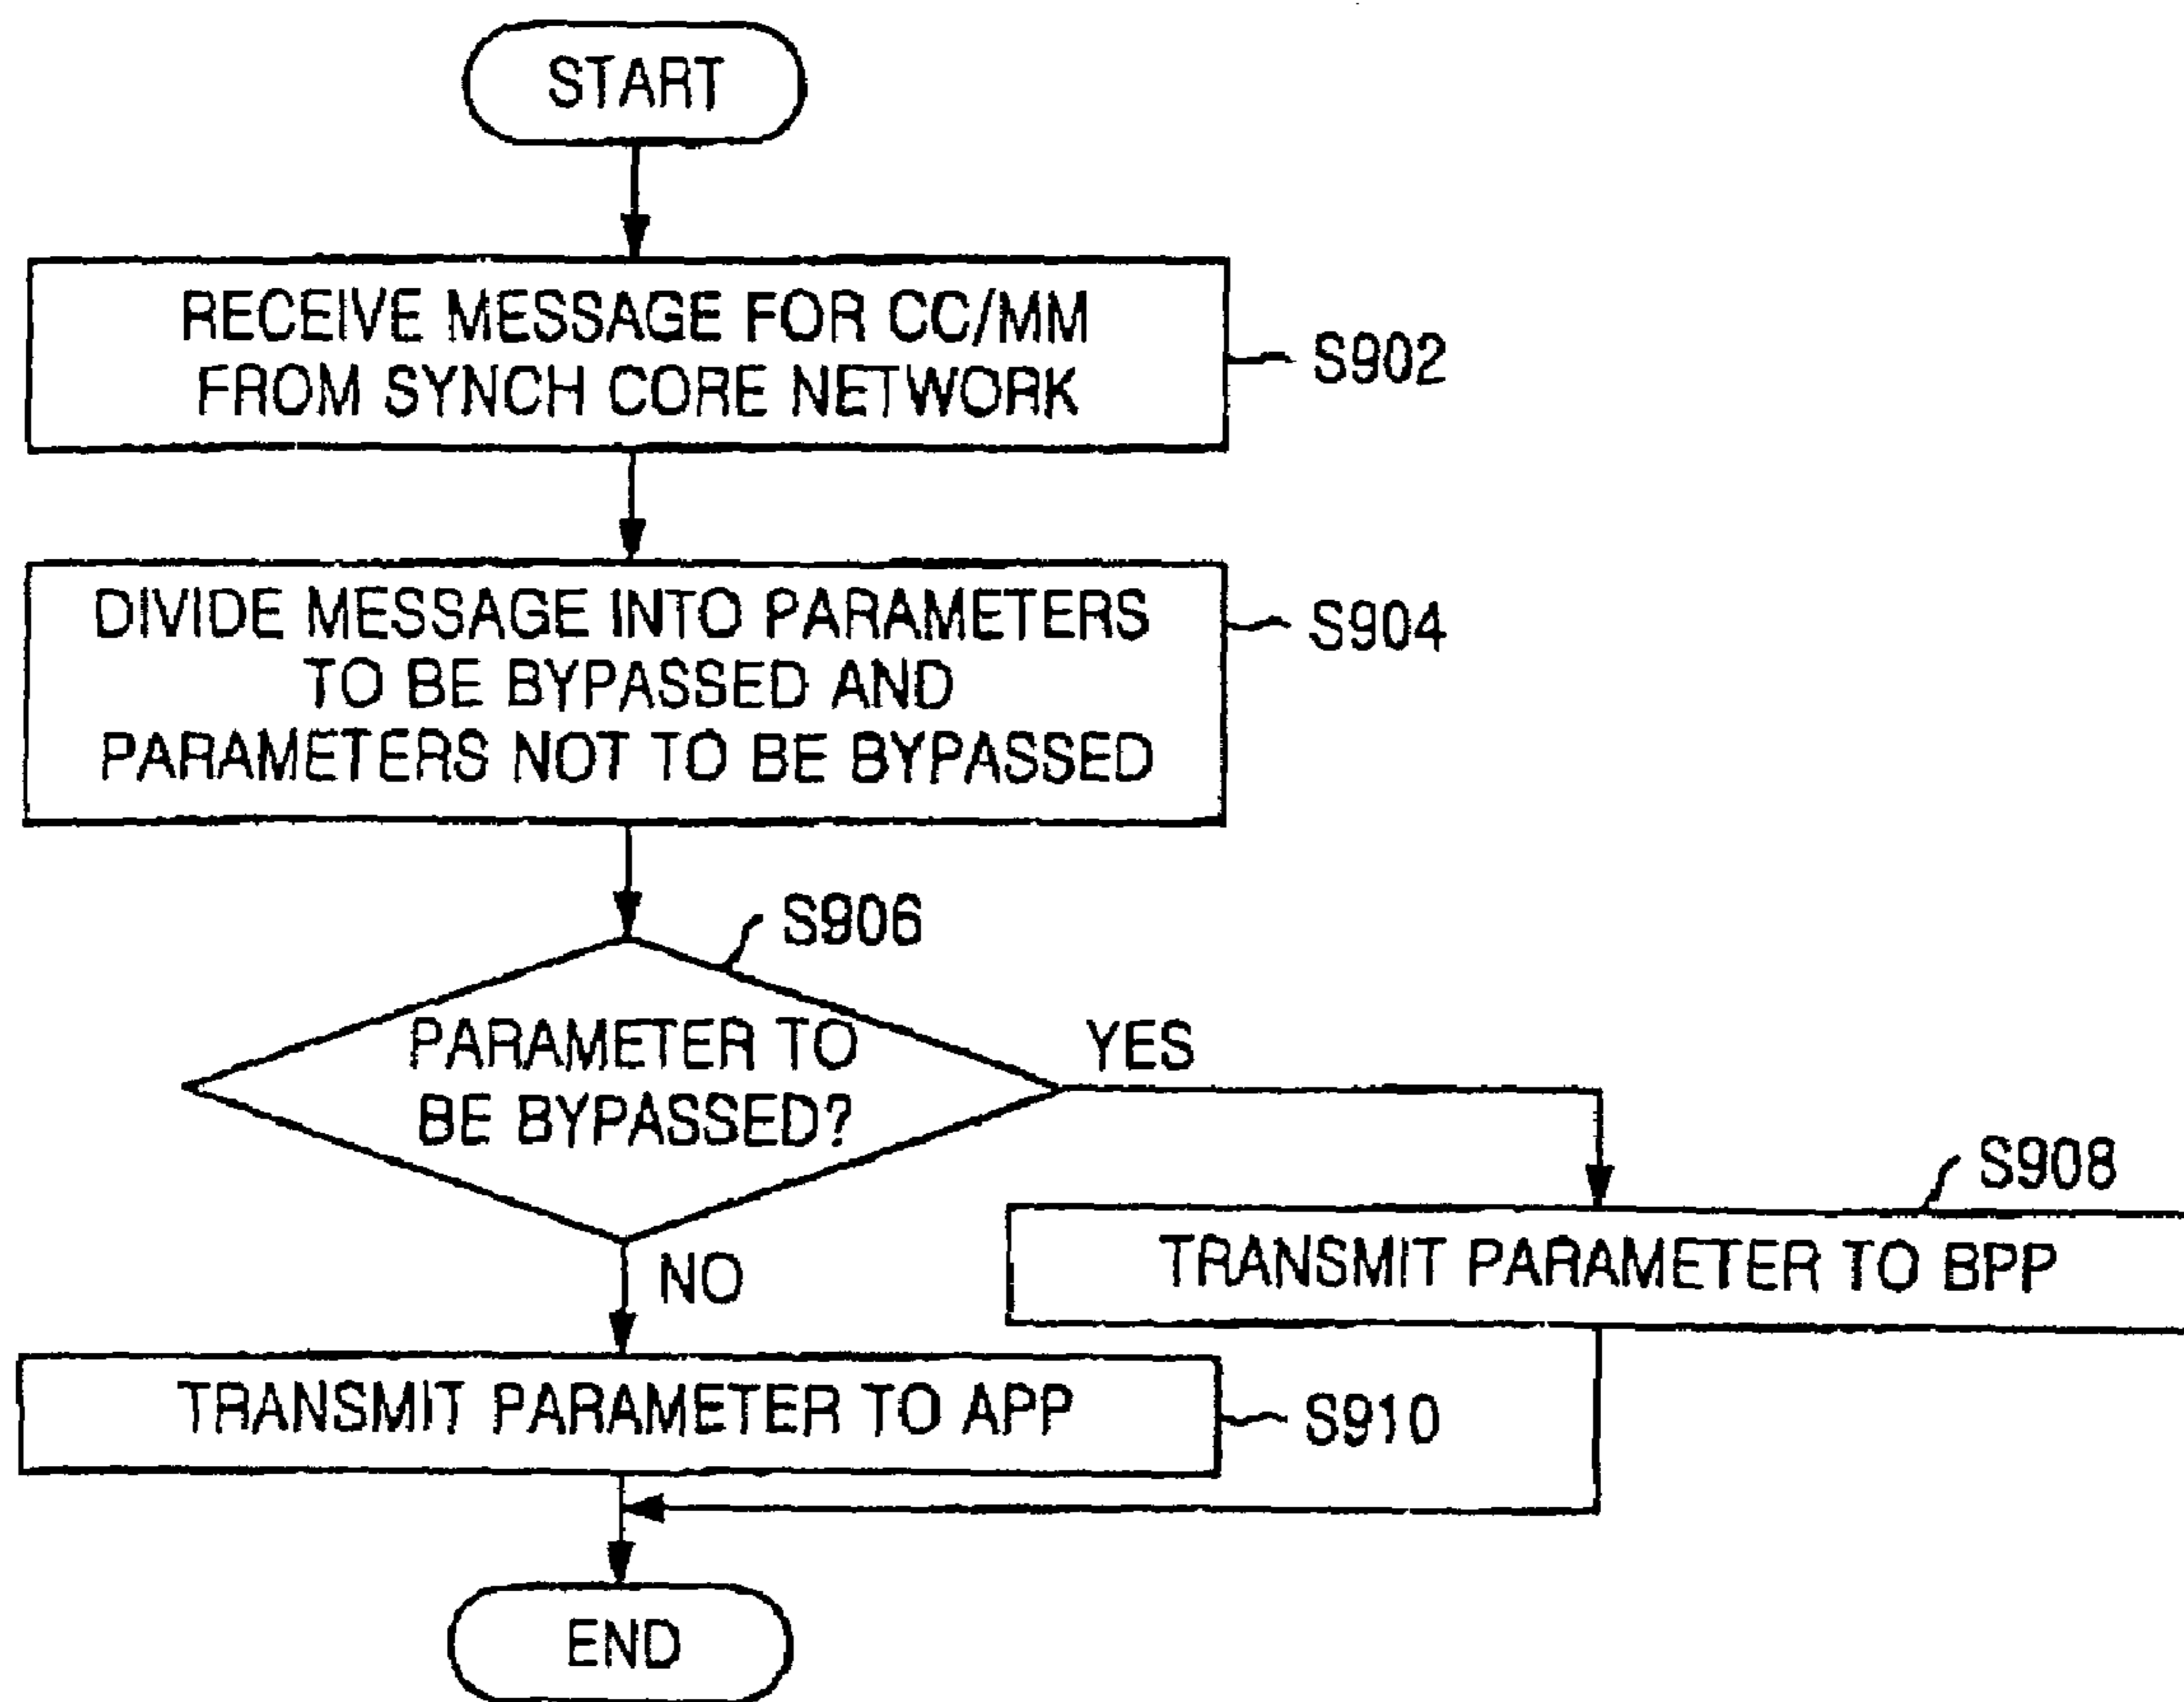 START
RECEIVE MESSAGE FOR CC/MM
FROM SYNCH CORE NETWORK
S902
DIVIDE MESSAGE INTO PARAMETERS
TO BE BYPASSED AND
PARAMETERS NOT TO BE BYPASSED
S904
S906
PARAMETER TO
BE BYPASSED?
YES
S908
TRANSMIT PARAMETER TO BPP
NO
TRANSMIT PARAMETER TO APP
S910
END